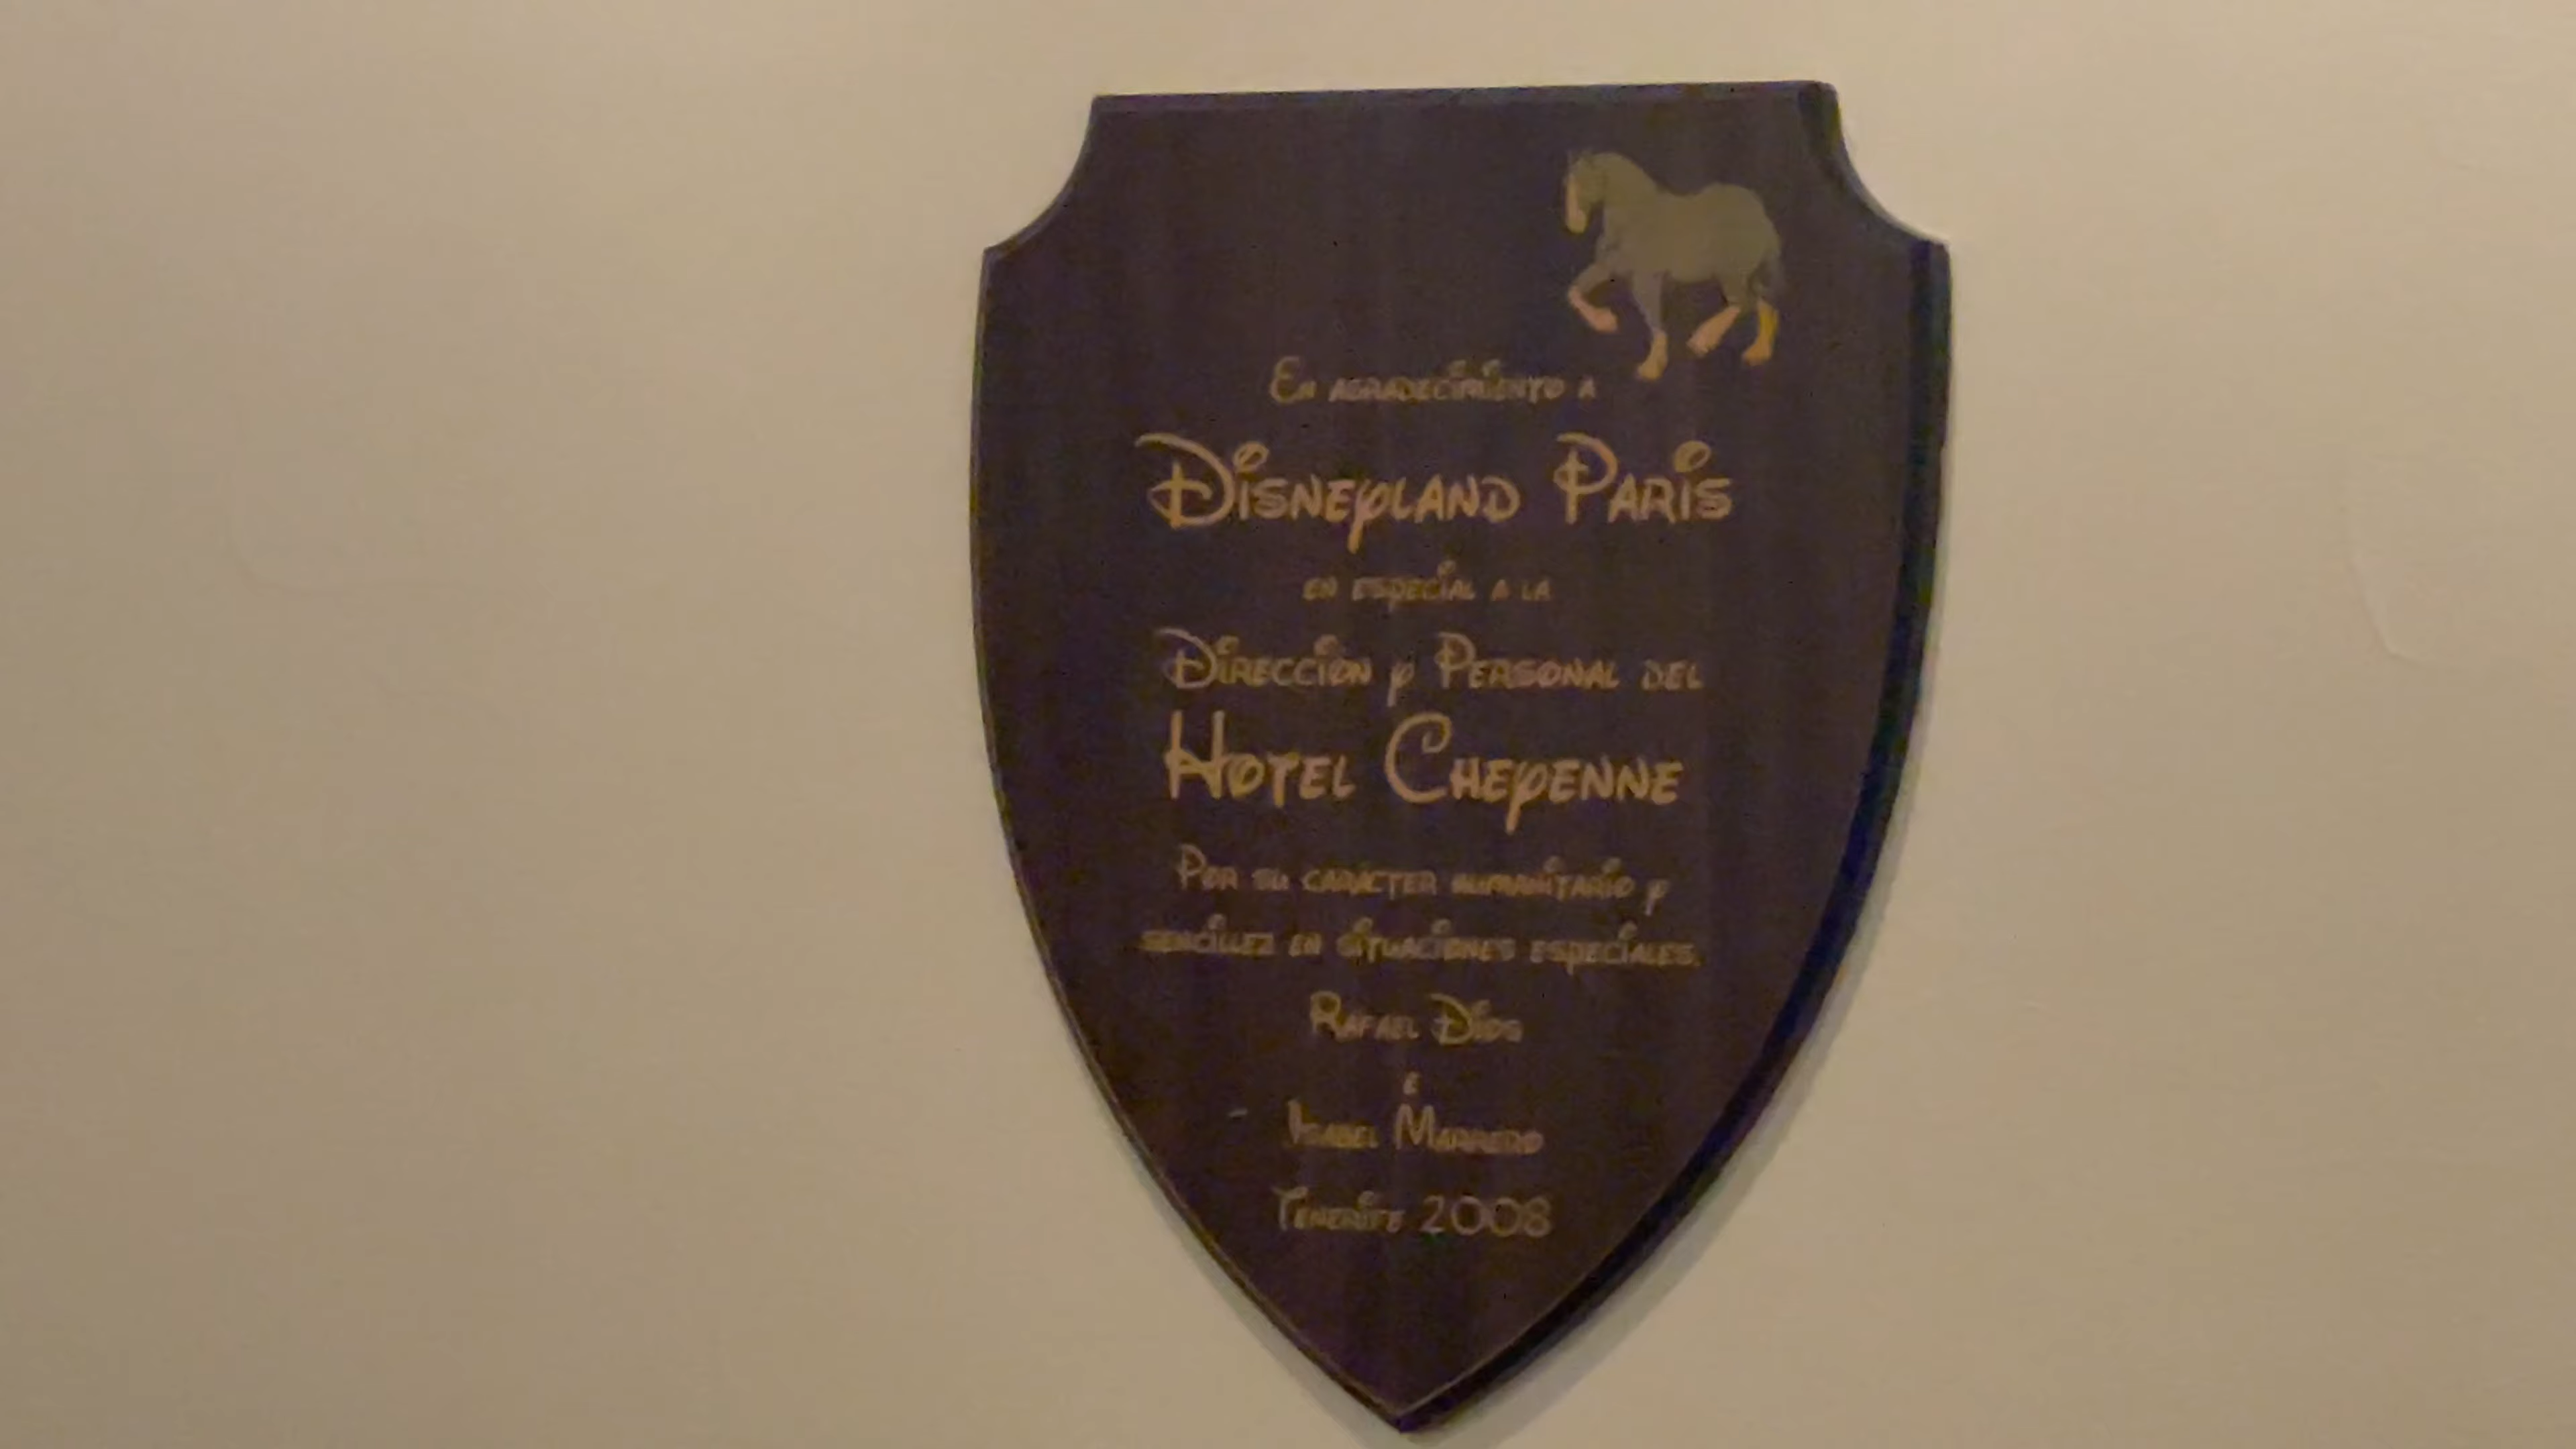 En agradecimiento a
Disneyland Paris
en especial a la
Dirección y Personal del
Hotel Cheyenne
Por su carácter humanitario y
sencillez en situaciones especiales.
Rafael Dios
e
Isabel Marrero
Tenerife 2008